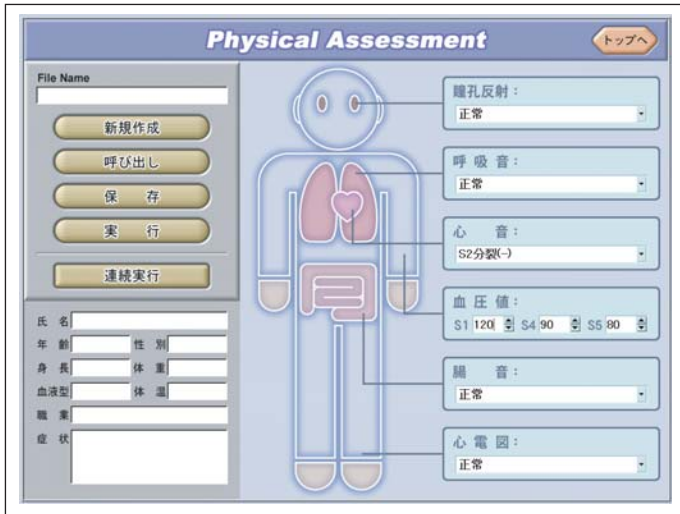 Physical Assessment
トップへ
File Name
新規作成
呼び出し
保 存
実 行
連続実行
氏 名
年 齢 性 別
身 長 体 重
血液型 体 温
職 業
症 状
瞳孔反射：
正常
呼 吸 音：
正常
心 音：
S2分裂(-)
血 圧 値：
S1 120 S4 90 S5 80
腸 音：
正常
心 電 図：
正常